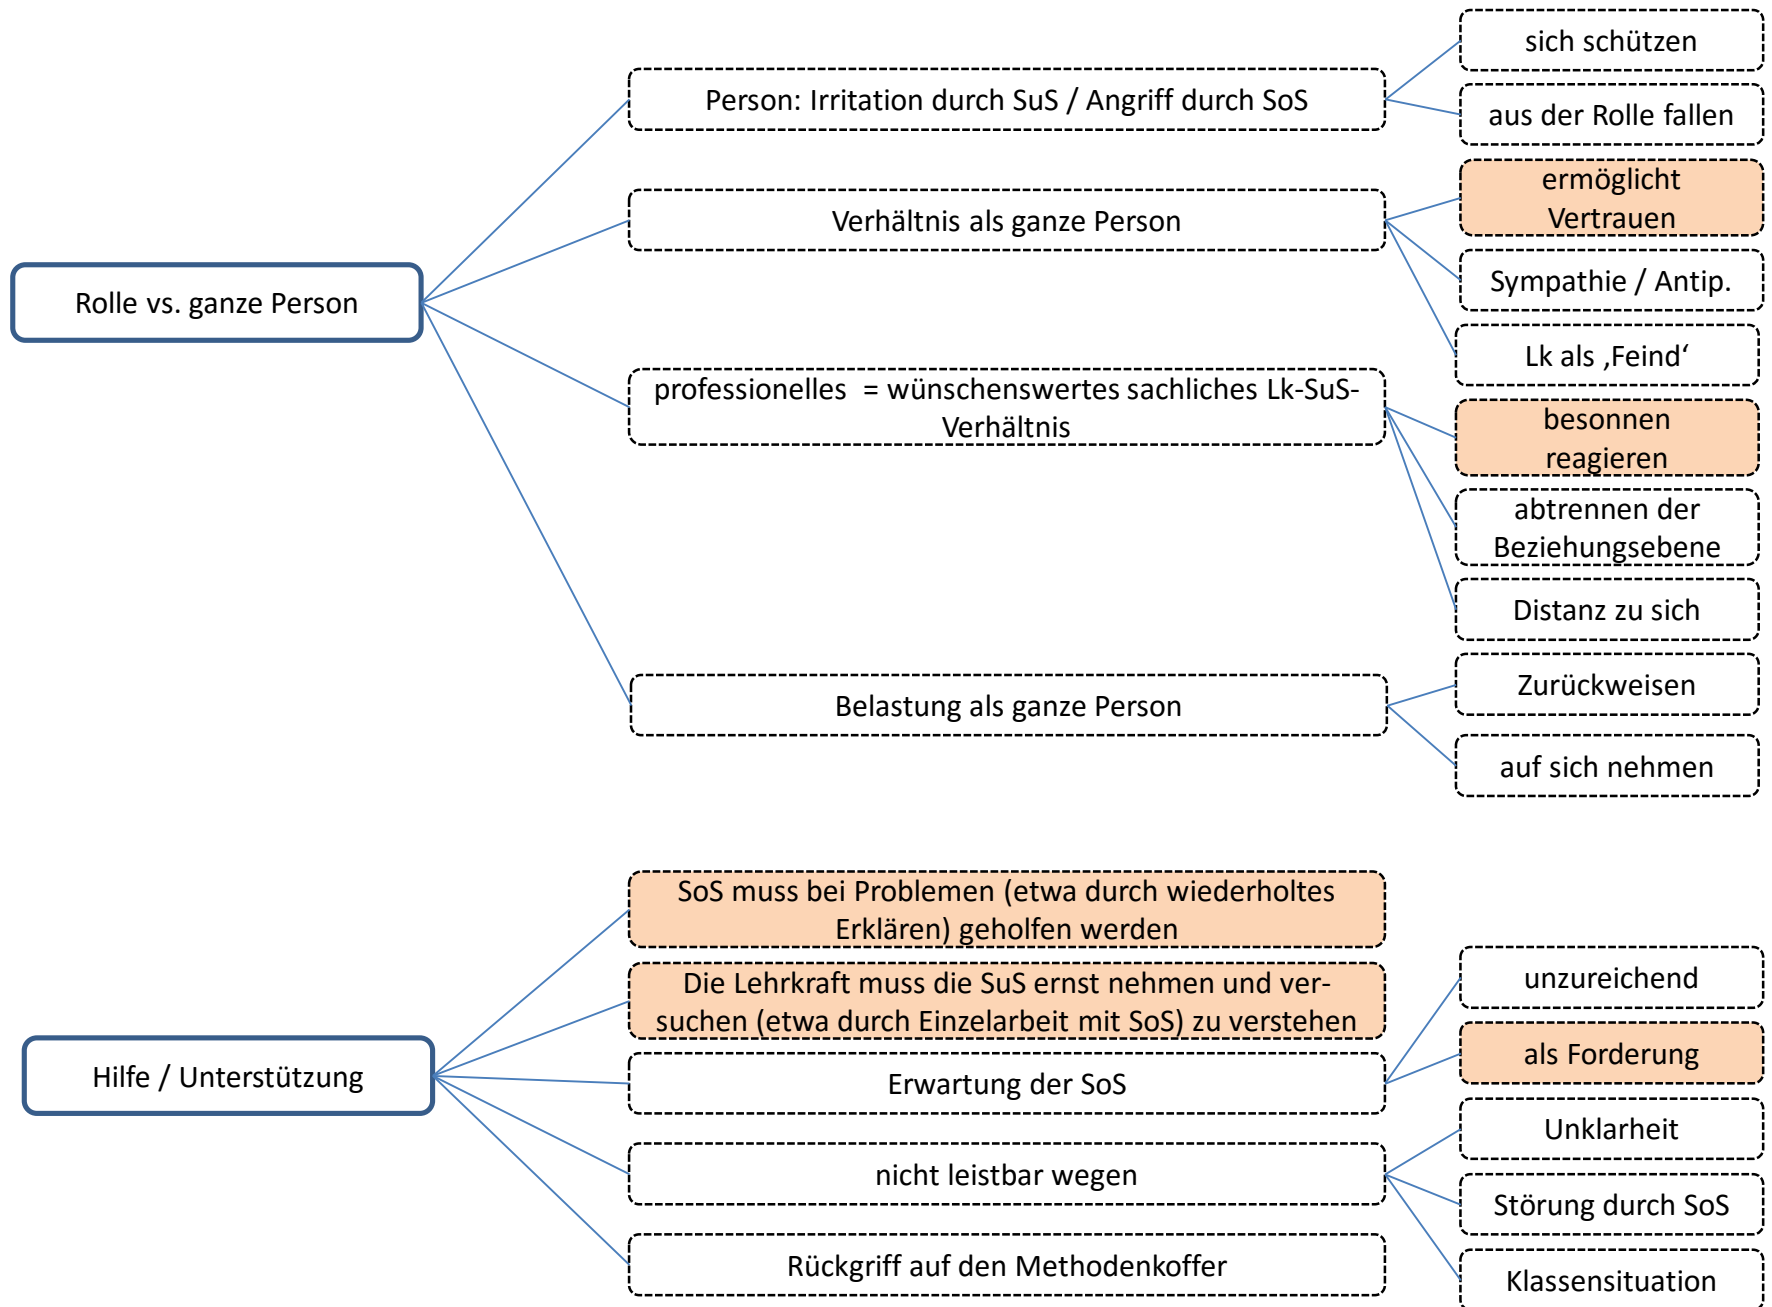 Rolle vs. ganze Person
Person: Irritation durch SuS / Angriff durch SoS
sich schützen
aus der Rolle fallen
Verhältnis als ganze Person
ermöglicht
Vertrauen
Sympathie / Antip.
Lk als ‚Feind‘
professionelles  = wünschenswertes sachliches Lk-SuS-
Verhältnis
besonnen
reagieren
abtrennen der
Beziehungsebene
Distanz zu sich
Belastung als ganze Person
Zurückweisen
auf sich nehmen
Hilfe / Unterstützung
SoS muss bei Problemen (etwa durch wiederholtes
Erklären) geholfen werden
Die Lehrkraft muss die SuS ernst nehmen und ver-
suchen (etwa durch Einzelarbeit mit SoS) zu verstehen
Erwartung der SoS
unzureichend
als Forderung
nicht leistbar wegen
Unklarheit
Störung durch SoS
Klassensituation
Rückgriff auf den Methodenkoffer